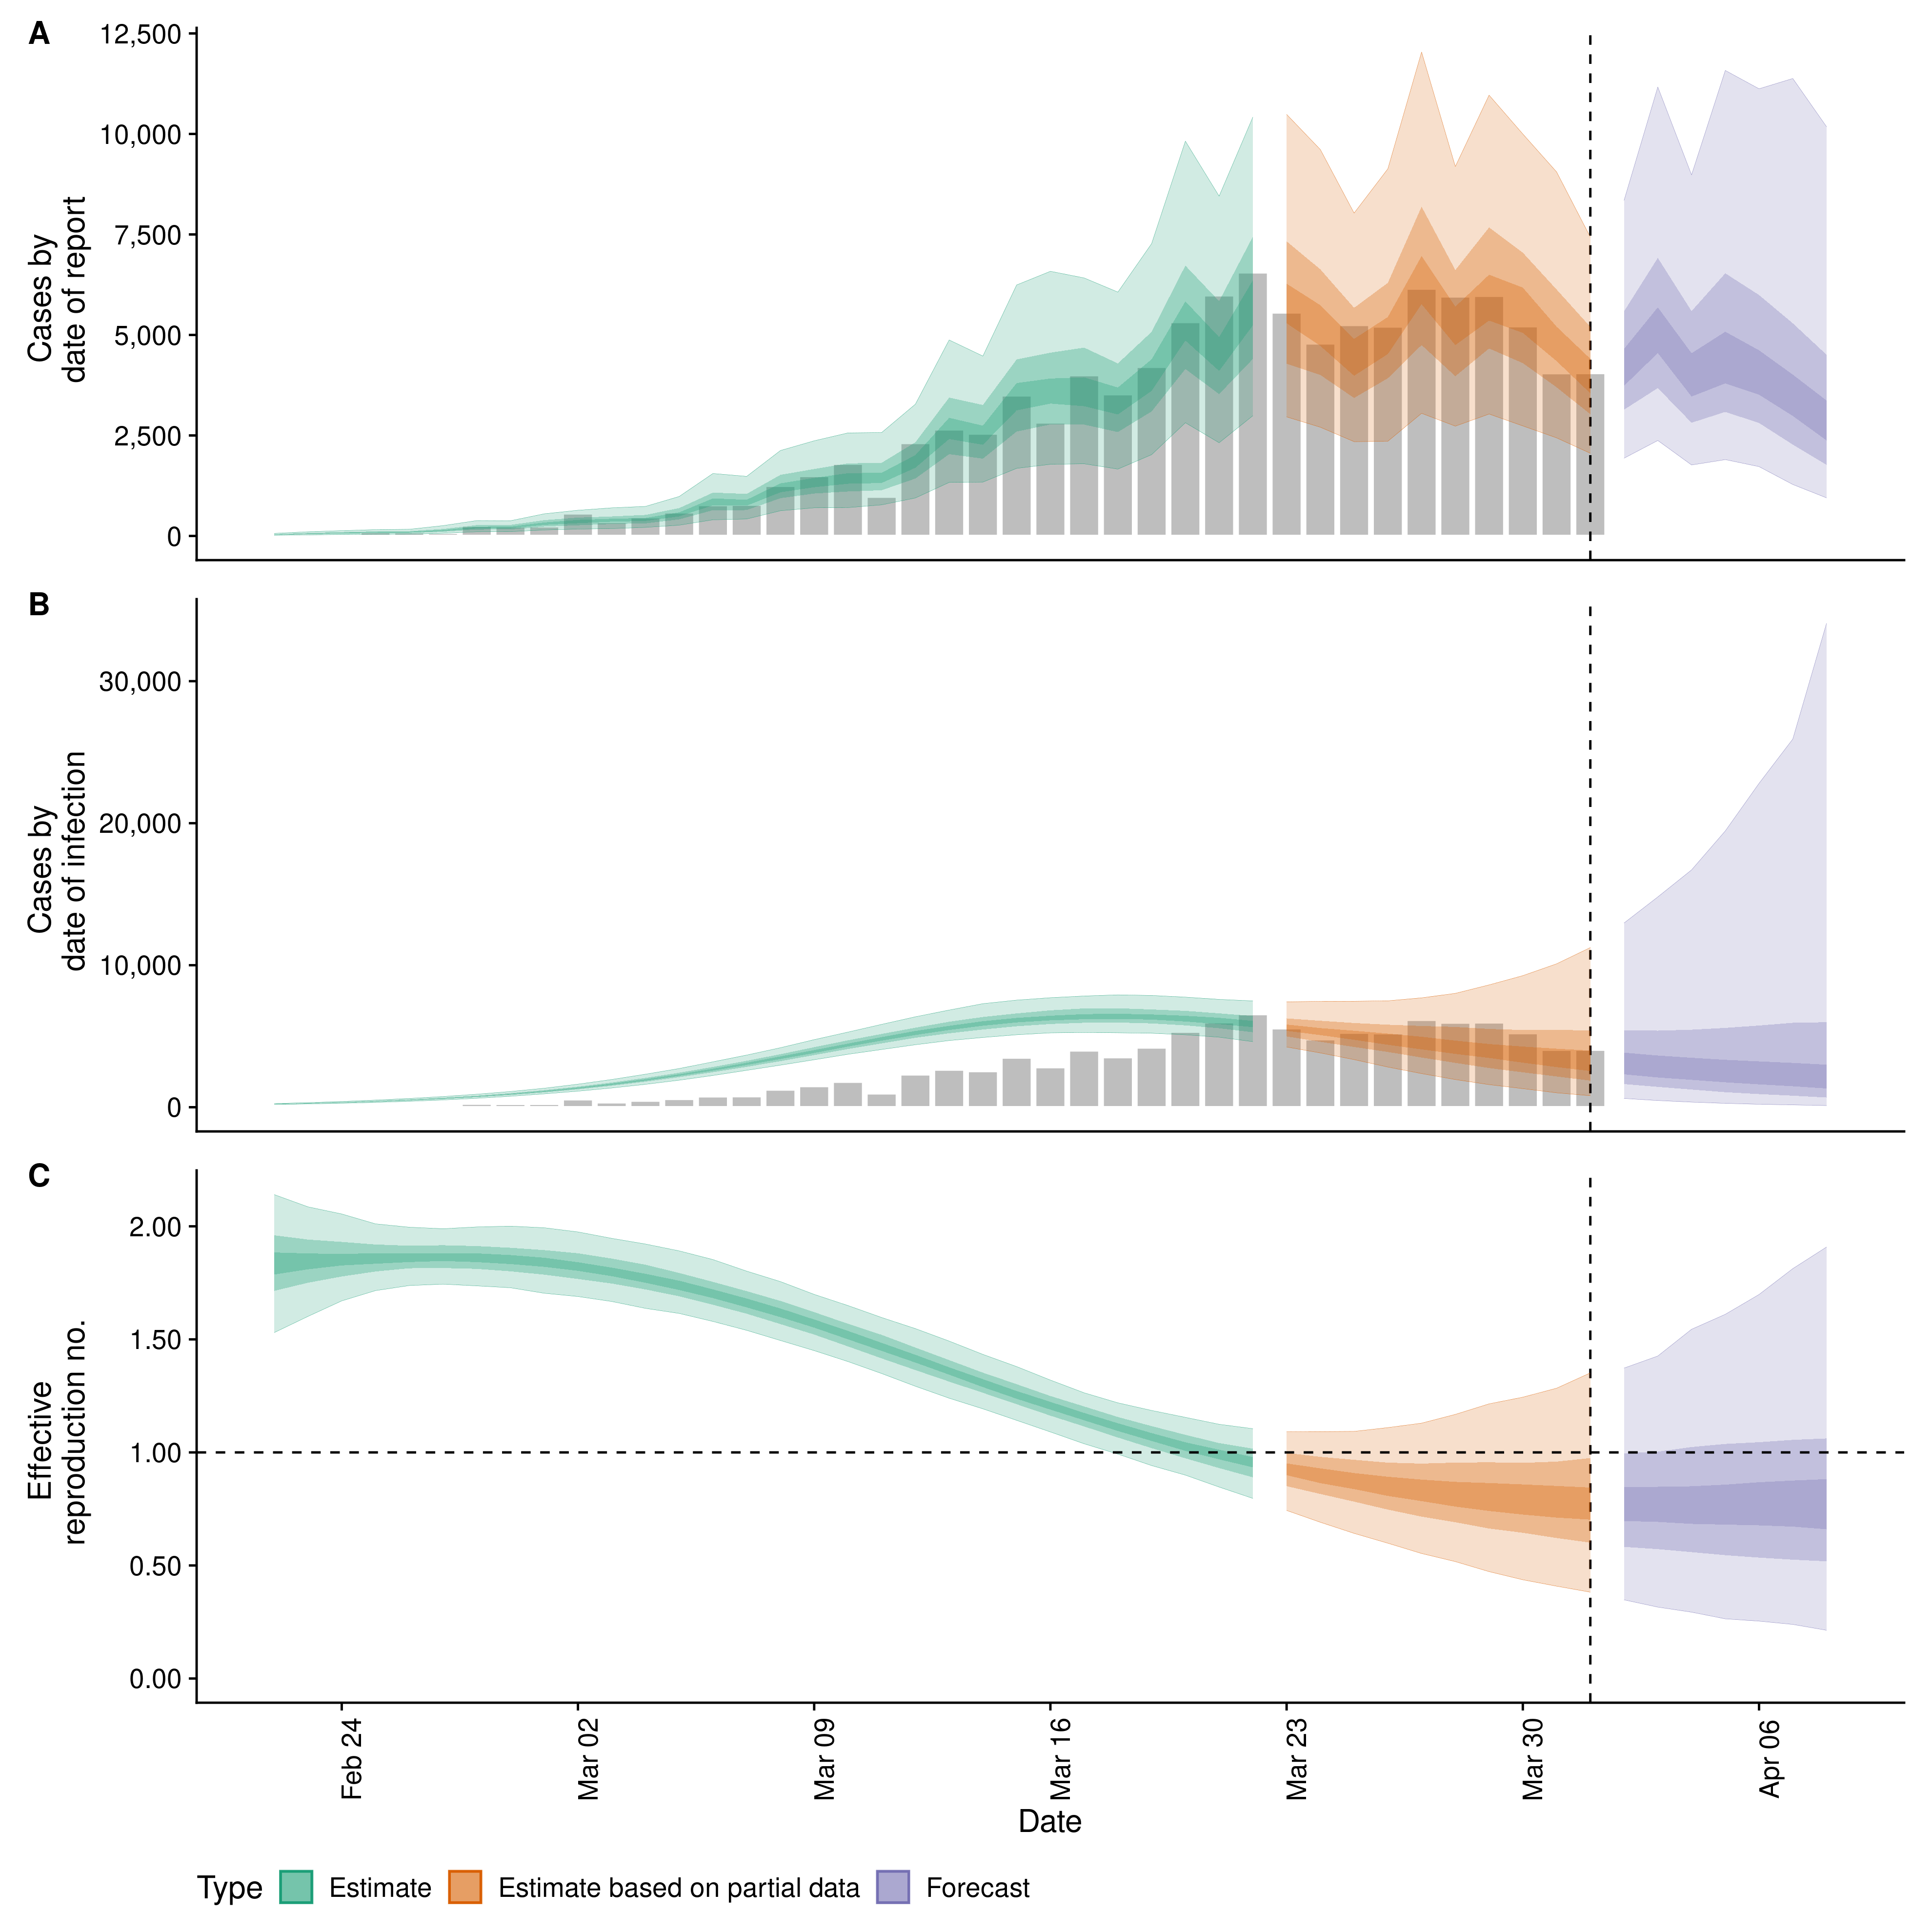 A
12,500
10,000
7,500
5,000
2,500
0
Cases by
date of report
B
30,000
20,000
10,000
0
Cases by
date of infection
C
2.00
1.50
1.00
0.50
0.00
Effective
reproduction no.
Feb 24
Mar 02
Mar 09
Mar 16
Mar 23
Mar 30
Apr 06
Date
Type Estimate Estimate based on partial data Forecast